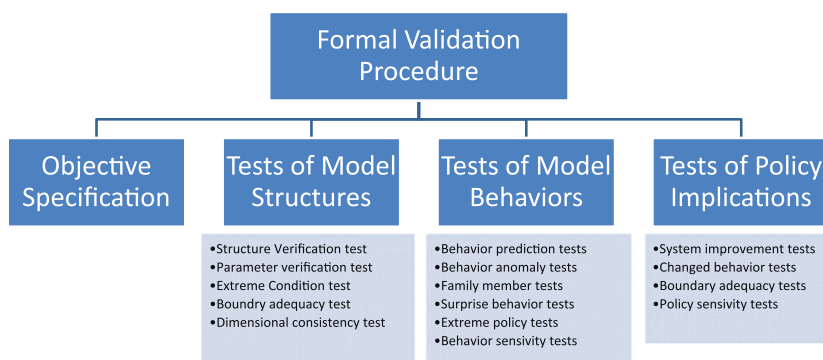 Formal Validation
Procedure
Objective
Specification
Tests of Model
Structures
Tests of Model
Behaviors
Tests of Policy
Implications
•Structure Verification test
•Parameter verification test
•Extreme Condition test
•Boundry adequacy test
•Dimensional consistency test
•Behavior prediction tests
•Behavior anomaly tests
•Family member tests
•Surprise behavior tests
•Extreme policy tests
•Behavior sensivity tests
•System improvement tests
•Changed behavior tests
•Boundary adequacy tests
•Policy sensivity tests